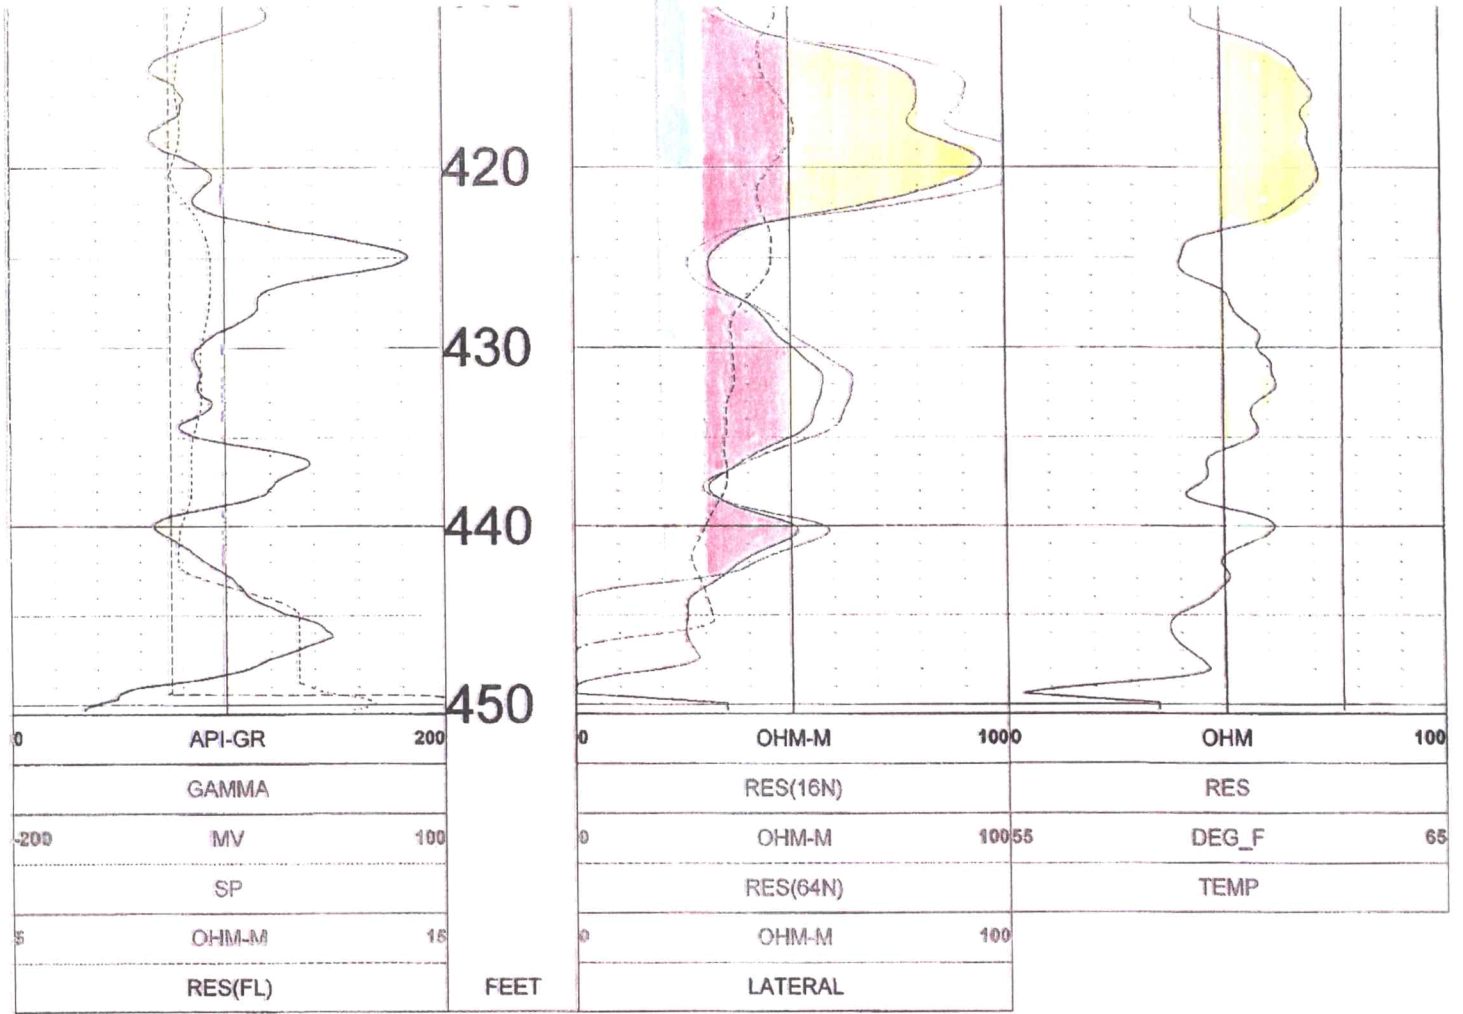 420
430
440
450
0 API-GR 200 0 OHM-M 100 0 OHM 100
GAMMA RES(16N) RES
-200 MV 100 0 OHM-M 100 55 DEG_F 65
SP RES(64N) TEMP
5 OHM-M 15 0 OHM-M 100
RES(FL) FEET LATERAL